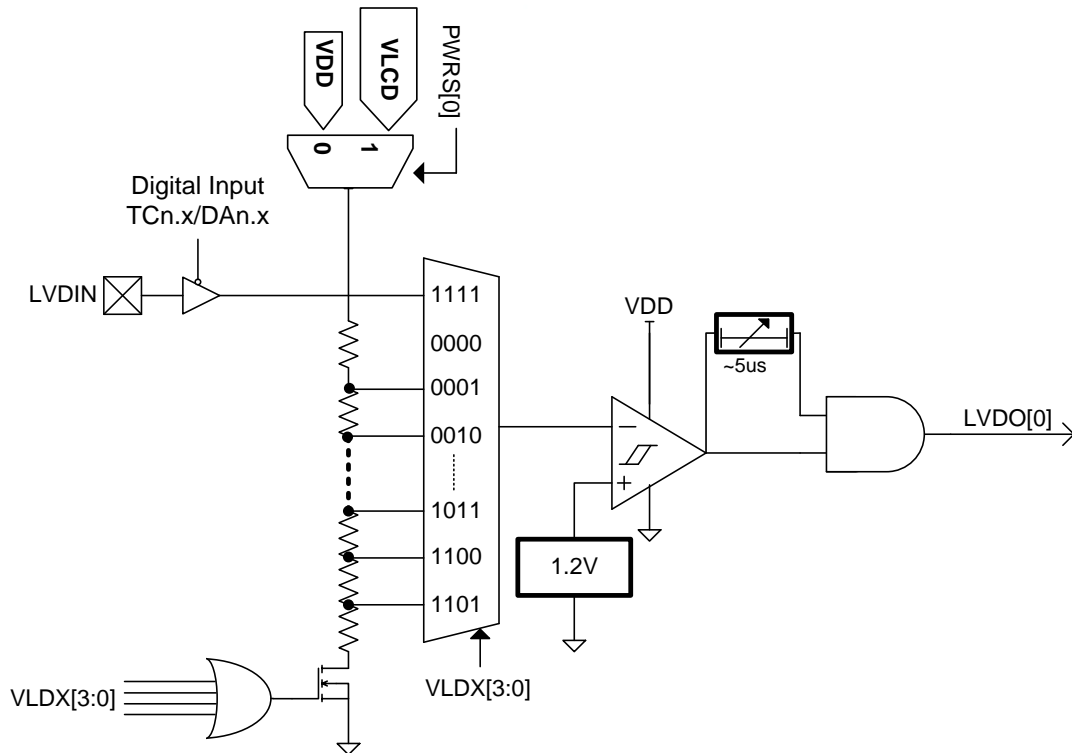 VDD
VLCD
PWRS[0]
0
1
Digital Input
TCn.x/DAn.x
LVDIN
1111
0000
0001
0010
1011
1100
1101
VDD
~5us
LVDO[0]
1.2V
VLDX[3:0]
VLDX[3:0]